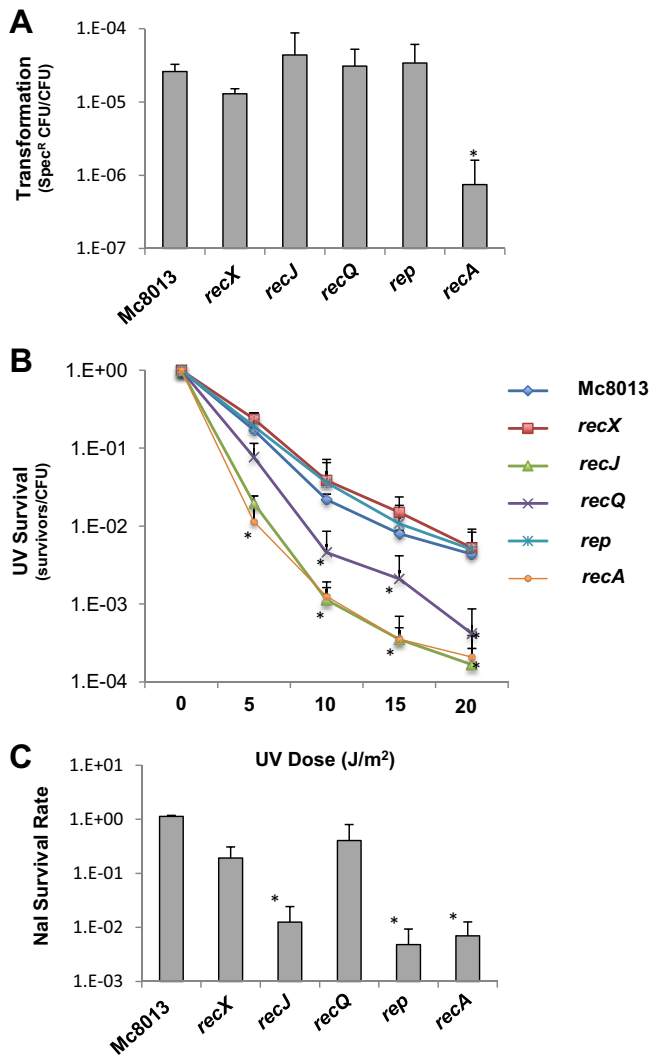 A
Transformation
(Spec^R CFU/CFU)
1.E-04
1.E-05
1.E-06
1.E-07
*
Mc8013
recX
recJ
recQ
rep
recA
B
UV Survival
(survivors/CFU)
1.E+00
1.E-01
1.E-02
1.E-03
1.E-04
*
*
*
*
*
*
*
0
5
10
15
20
UV Dose (J/m²)
Mc8013
recX
recJ
recQ
rep
recA
C
Nal Survival Rate
1.E+01
1.E+00
1.E-01
1.E-02
1.E-03
*
*
*
Mc8013
recX
recJ
recQ
rep
recA